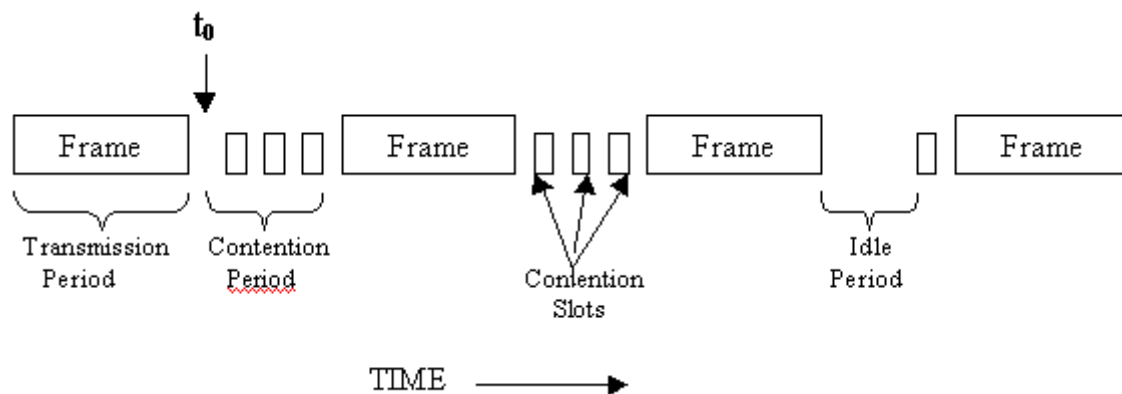 t0
Frame
Frame
Frame
Frame
Transmission
Period
Contention
Period
Contention
Slots
Idle
Period
TIME